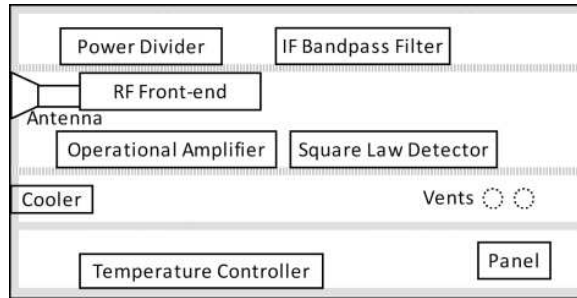 Power Divider
IF Bandpass Filter
RF Front-end
Antenna
Operational Amplifier
Square Law Detector
Cooler
Vents
Panel
Temperature Controller